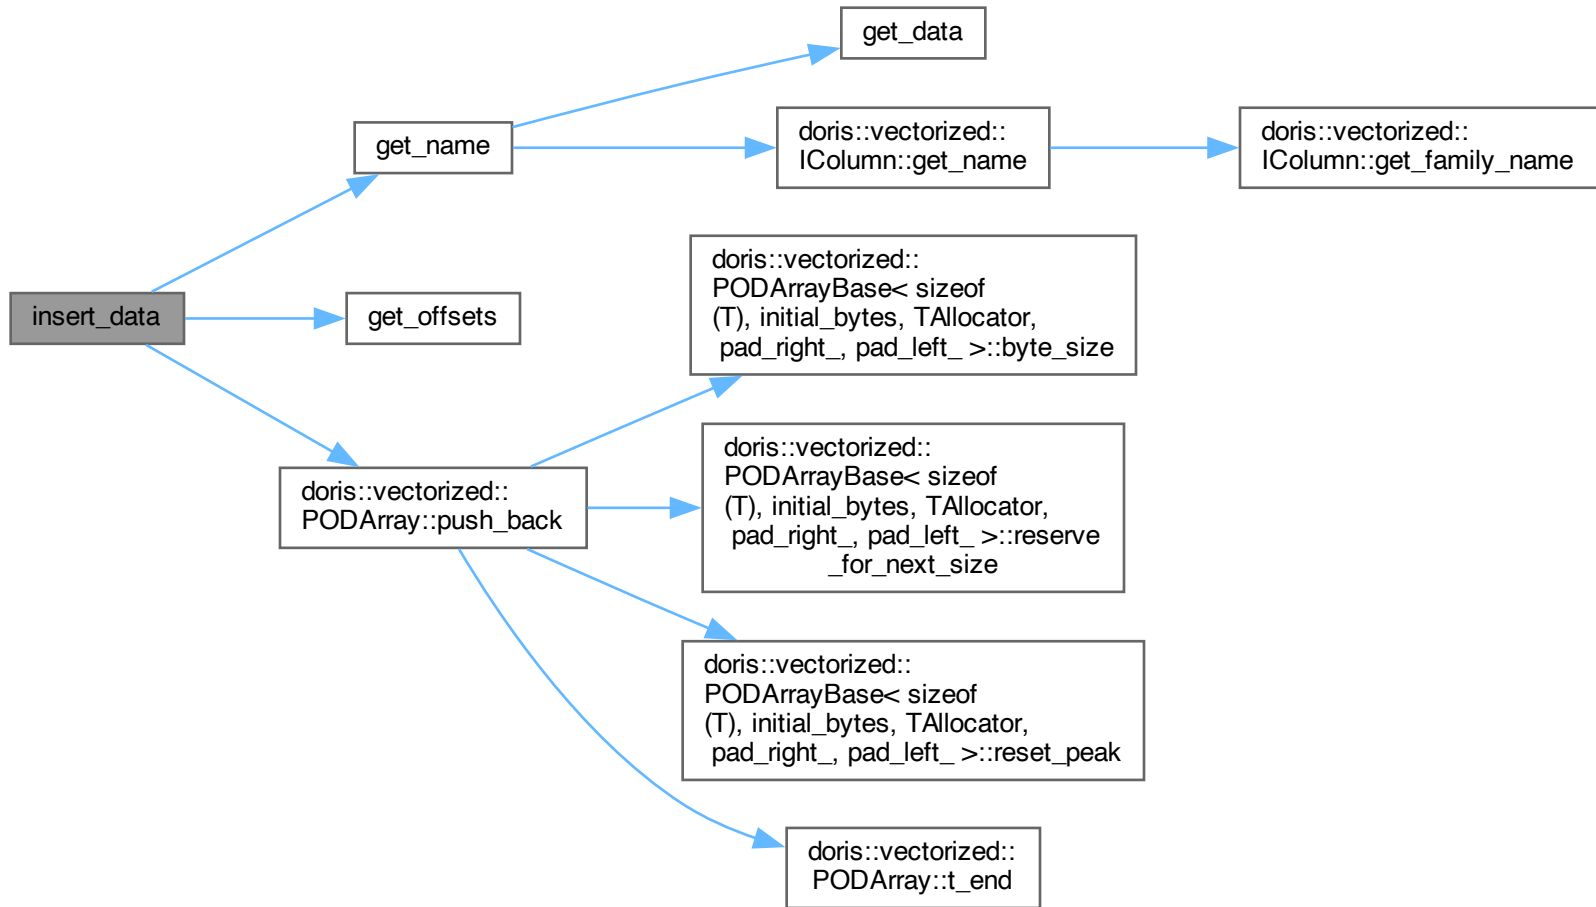 get_data
get_name
doris::vectorized::
IColumn::get_name
doris::vectorized::
IColumn::get_family_name
insert_data
get_offsets
doris::vectorized::
PODArrayBase< sizeof
(T), initial_bytes, TAllocator,
pad_right_, pad_left_ >::byte_size
doris::vectorized::
PODArray::push_back
doris::vectorized::
PODArrayBase< sizeof
(T), initial_bytes, TAllocator,
pad_right_, pad_left_ >::reserve
_for_next_size
doris::vectorized::
PODArrayBase< sizeof
(T), initial_bytes, TAllocator,
pad_right_, pad_left_ >::reset_peak
doris::vectorized::
PODArray::t_end